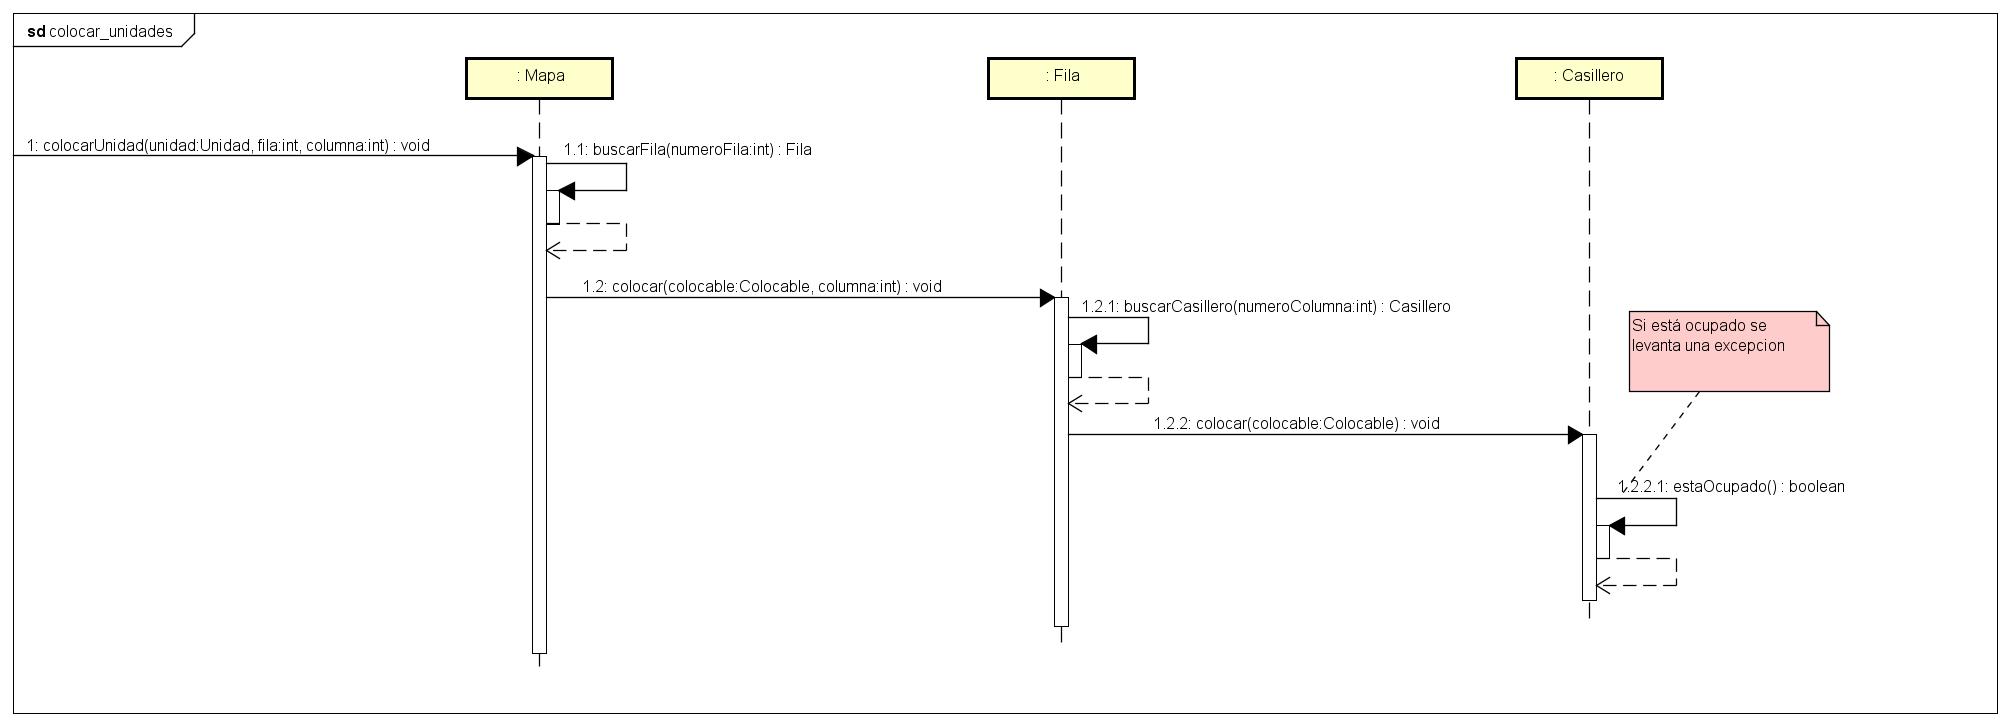 sd colocar_unidades
: Mapa
: Fila
: Casillero
1: colocarUnidad(unidad:Unidad, fila:int, columna:int) : void
1.1: buscarFila(numeroFila:int) : Fila
1.2: colocar(colocable:Colocable, columna:int) : void
1.2.1: buscarCasillero(numeroColumna:int) : Casillero
Si está ocupado se
levanta una excepcion
1.2.2: colocar(colocable:Colocable) : void
1.2.2.1: estaOcupado() : boolean